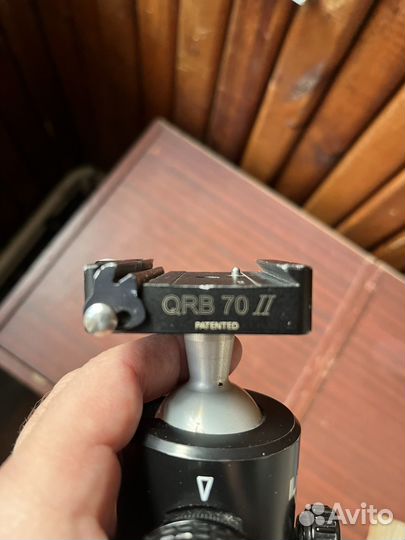 QRB 70 II
PATENTED
Avito